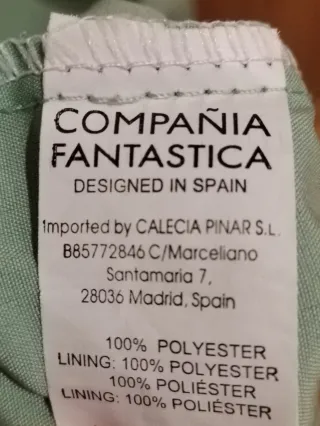 COMPAÑIA
FANTASTICA
DESIGNED IN SPAIN
Imported by CALECIA PINAR S.L.
B85772846 C/Marceliano
Santamaria 7,
28036 Madrid, Spain
100% POLYESTER
LINING: 100% POLYESTER
100% POLIÉSTER
LINING: 100% POLIÉSTER